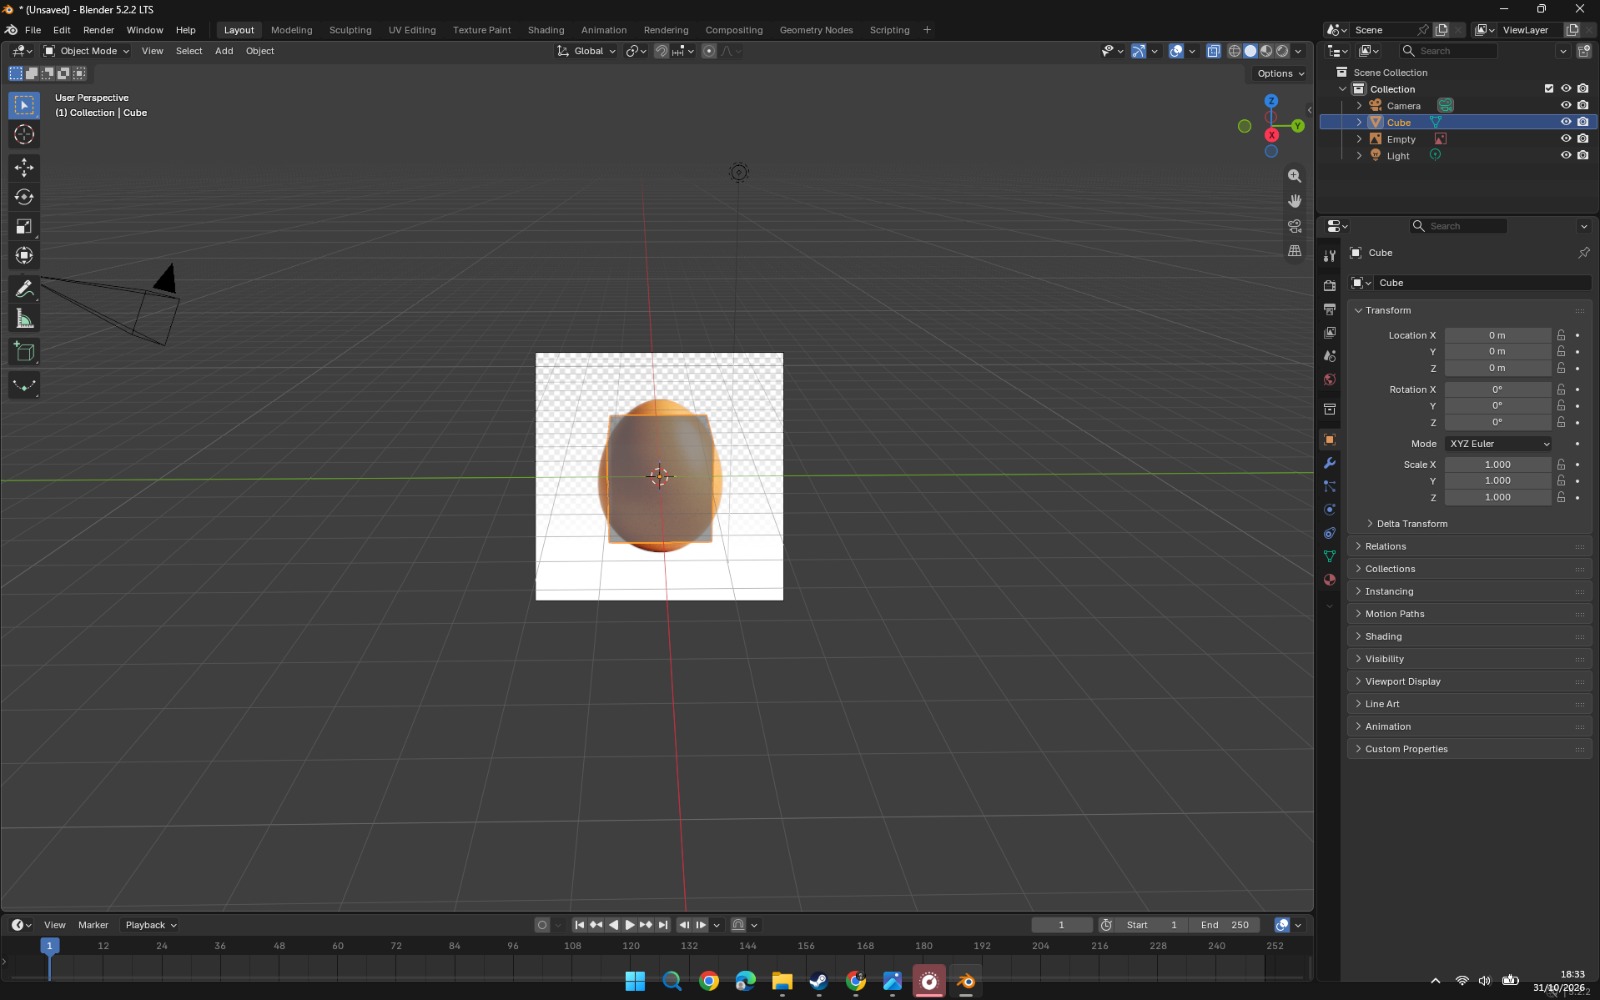 * (Unsaved) - Blender 5.2.2 LTS
File Edit Render Window Help Layout Modeling Sculpting UV Editing Texture Paint Shading Animation Rendering Compositing Geometry Nodes Scripting + Scene ViewLayer
Object Mode View Select Add Object Global Search
Options
User Perspective
(1) Collection | Cube
Z
Y
X
Scene Collection
Collection
Camera
Cube
Empty
Light
Search
Cube
Cube
Transform
Location X 0 m
Y 0 m
Z 0 m
Rotation X 0°
Y 0°
Z 0°
Mode XYZ Euler
Scale X 1.000
Y 1.000
Z 1.000
Delta Transform
Relations
Collections
Instancing
Motion Paths
Shading
Visibility
Viewport Display
Line Art
Animation
Custom Properties
View Marker Playback 1 Start 1 End 250
1 12 24 36 48 60 72 84 96 108 120 132 144 156 168 180 192 204 216 228 240 252
18:33
31/10/2026